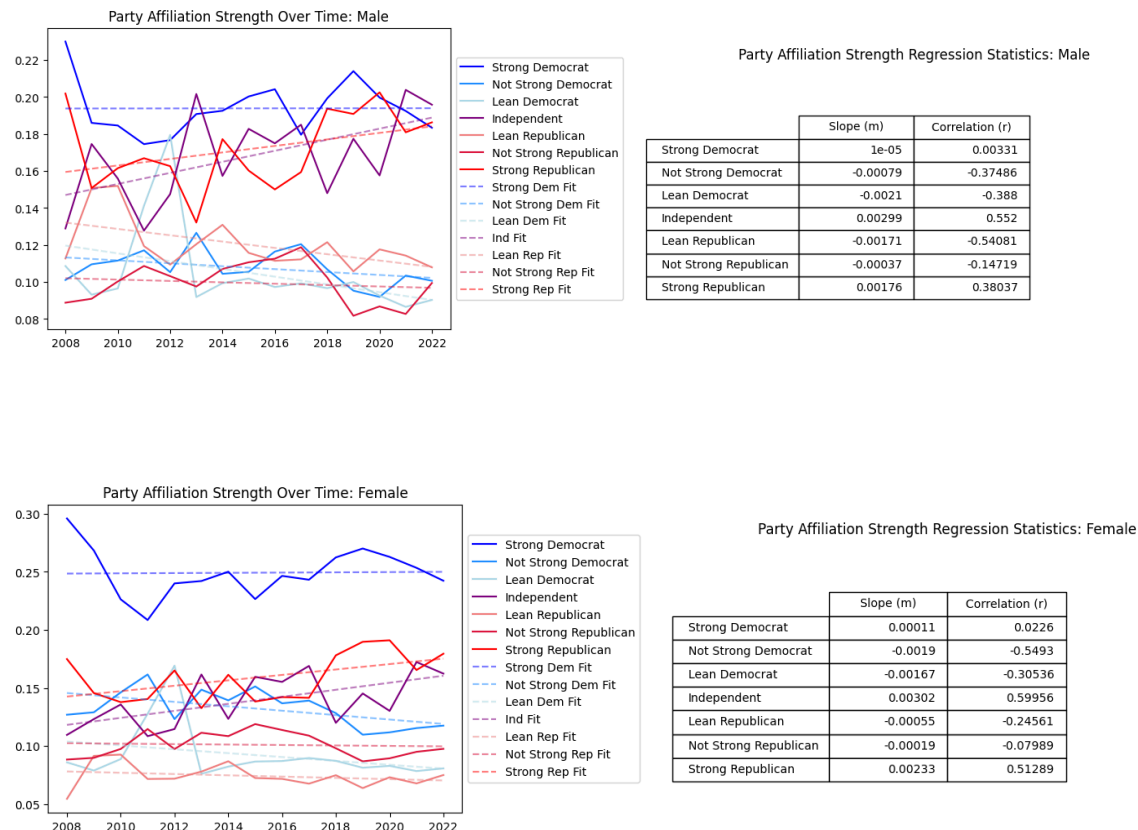 Party Affiliation Strength Over Time: Male
0.22
0.20
0.18
0.16
0.14
0.12
0.10
0.08
2008 2010 2012 2014 2016 2018 2020 2022
Strong Democrat
Not Strong Democrat
Lean Democrat
Independent
Lean Republican
Not Strong Republican
Strong Republican
Strong Dem Fit
Not Strong Dem Fit
Lean Dem Fit
Ind Fit
Lean Rep Fit
Not Strong Rep Fit
Strong Rep Fit
Party Affiliation Strength Regression Statistics: Male
Slope (m) Correlation (r)
Strong Democrat 1e-05 0.00331
Not Strong Democrat -0.00079 -0.37486
Lean Democrat -0.0021 -0.388
Independent 0.00299 0.552
Lean Republican -0.00171 -0.54081
Not Strong Republican -0.00037 -0.14719
Strong Republican 0.00176 0.38037
Party Affiliation Strength Over Time: Female
0.30
0.25
0.20
0.15
0.10
0.05
2008 2010 2012 2014 2016 2018 2020 2022
Strong Democrat
Not Strong Democrat
Lean Democrat
Independent
Lean Republican
Not Strong Republican
Strong Republican
Strong Dem Fit
Not Strong Dem Fit
Lean Dem Fit
Ind Fit
Lean Rep Fit
Not Strong Rep Fit
Strong Rep Fit
Party Affiliation Strength Regression Statistics: Female
Slope (m) Correlation (r)
Strong Democrat 0.00011 0.0226
Not Strong Democrat -0.0019 -0.5493
Lean Democrat -0.00167 -0.30536
Independent 0.00302 0.59956
Lean Republican -0.00055 -0.24561
Not Strong Republican -0.00019 -0.07989
Strong Republican 0.00233 0.51289